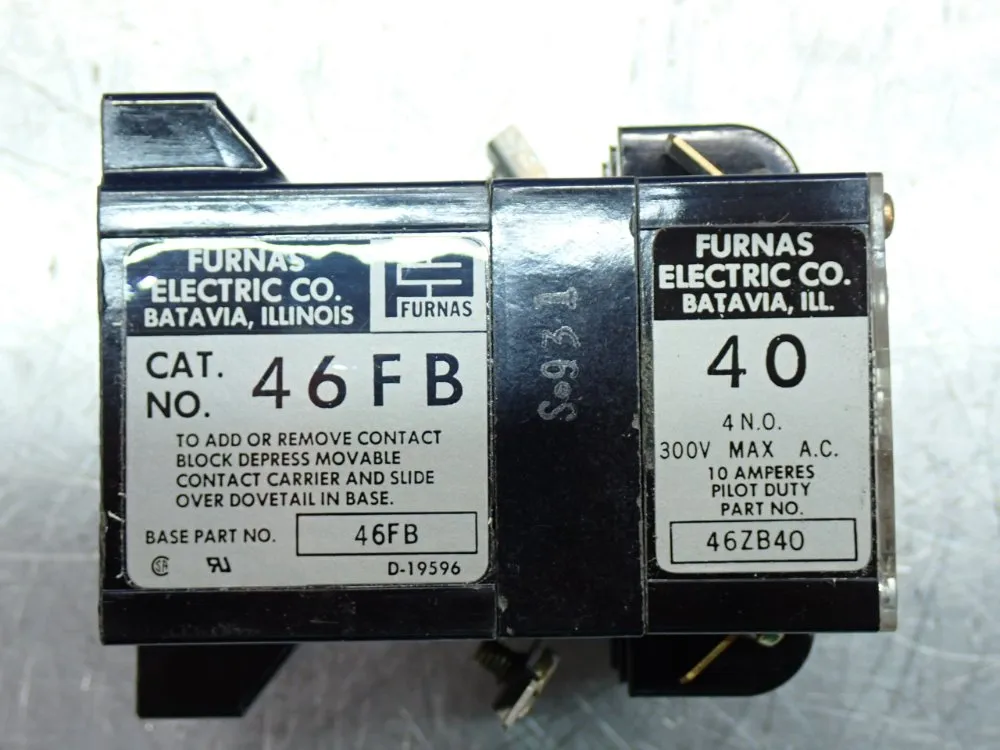 FURNAS
ELECTRIC CO.
BATAVIA, ILLINOIS
FURNAS
CAT.
NO. 46FB
TO ADD OR REMOVE CONTACT
BLOCK DEPRESS MOVABLE
CONTACT CARRIER AND SLIDE
OVER DOVETAIL IN BASE.
BASE PART NO. 46FB
D-19596
S-931
FURNAS
ELECTRIC CO.
BATAVIA, ILL.
40
4 N.O.
300V MAX A.C.
10 AMPERES
PILOT DUTY
PART NO.
46ZB40